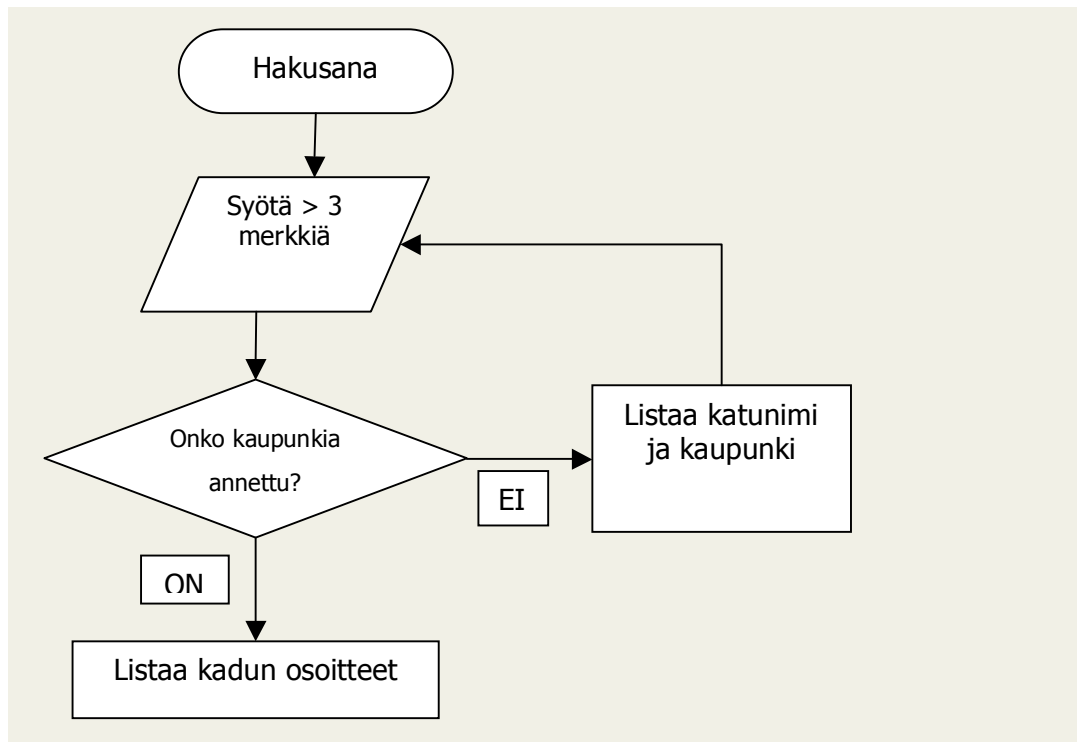 Hakusana
Syötä > 3
merkkiä
Onko kaupunkia
annettu?
EI
Listaa katunimi
ja kaupunki
ON
Listaa kadun osoitteet